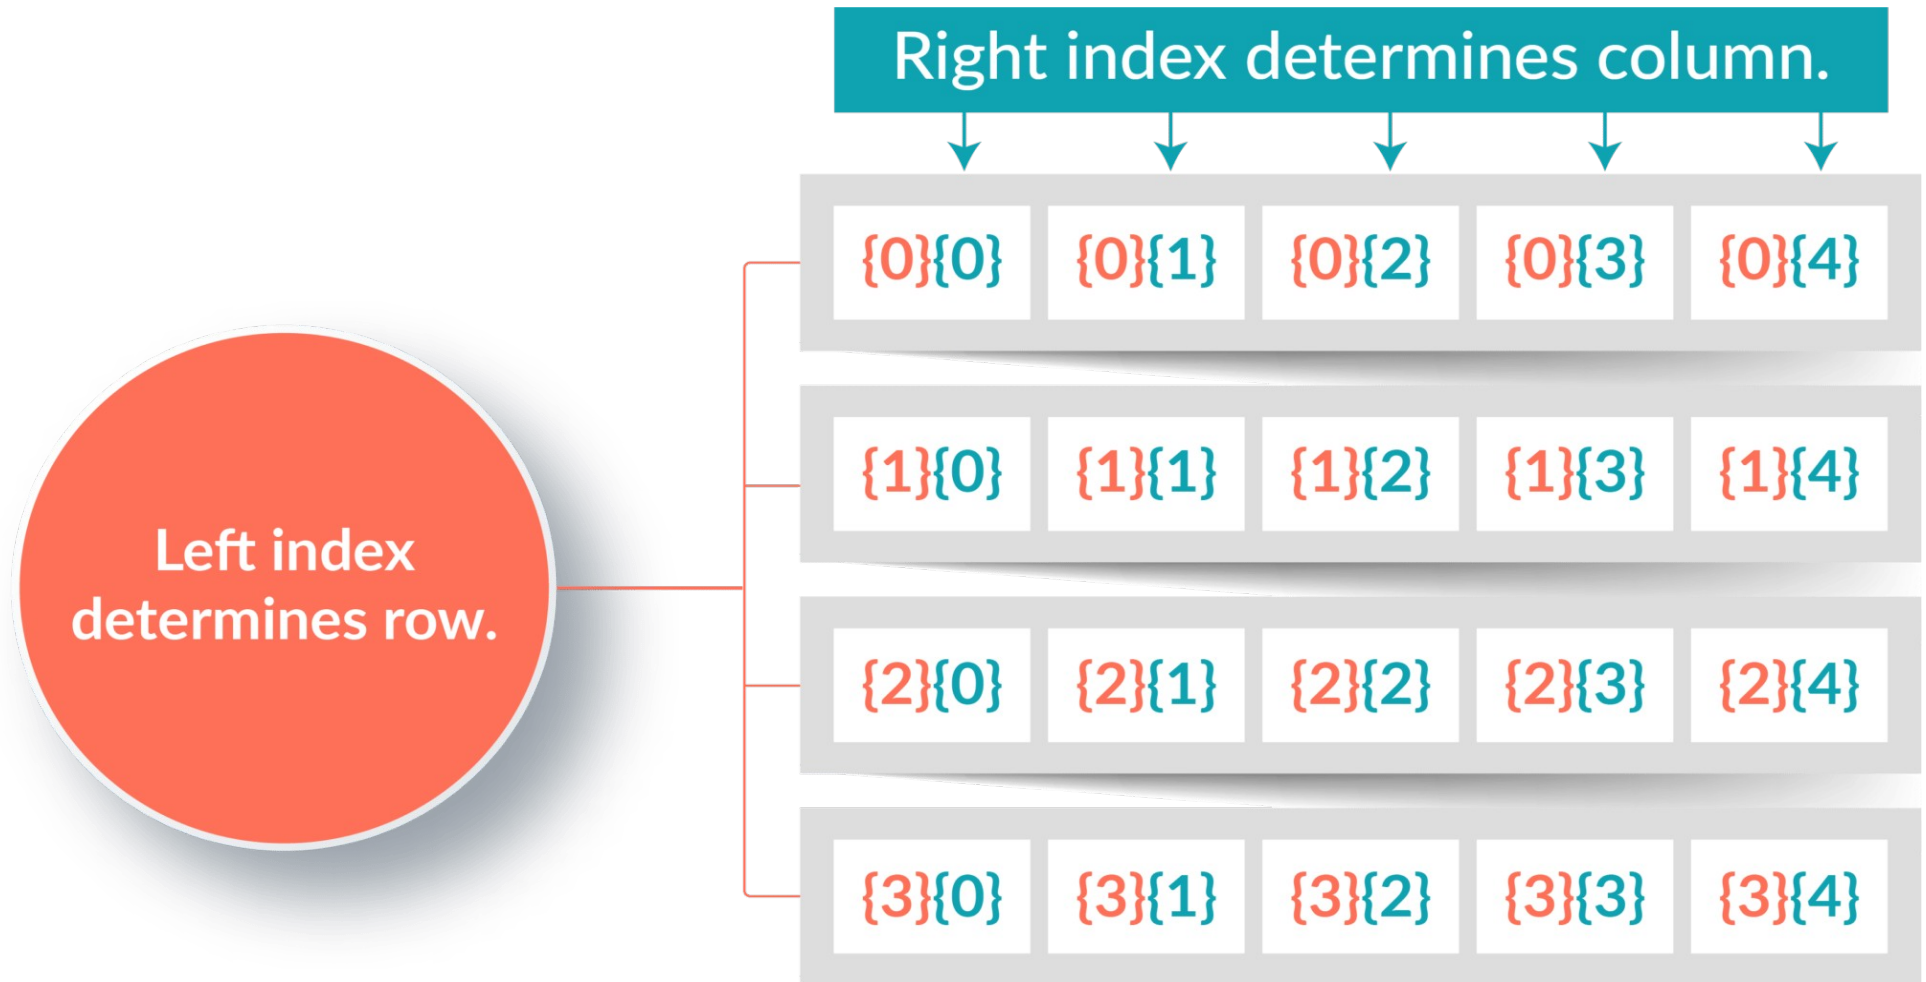 Right index determines column.
{0}{0} {0}{1} {0}{2} {0}{3} {0}{4}
{1}{0} {1}{1} {1}{2} {1}{3} {1}{4}
Left index
determines row.
{2}{0} {2}{1} {2}{2} {2}{3} {2}{4}
{3}{0} {3}{1} {3}{2} {3}{3} {3}{4}